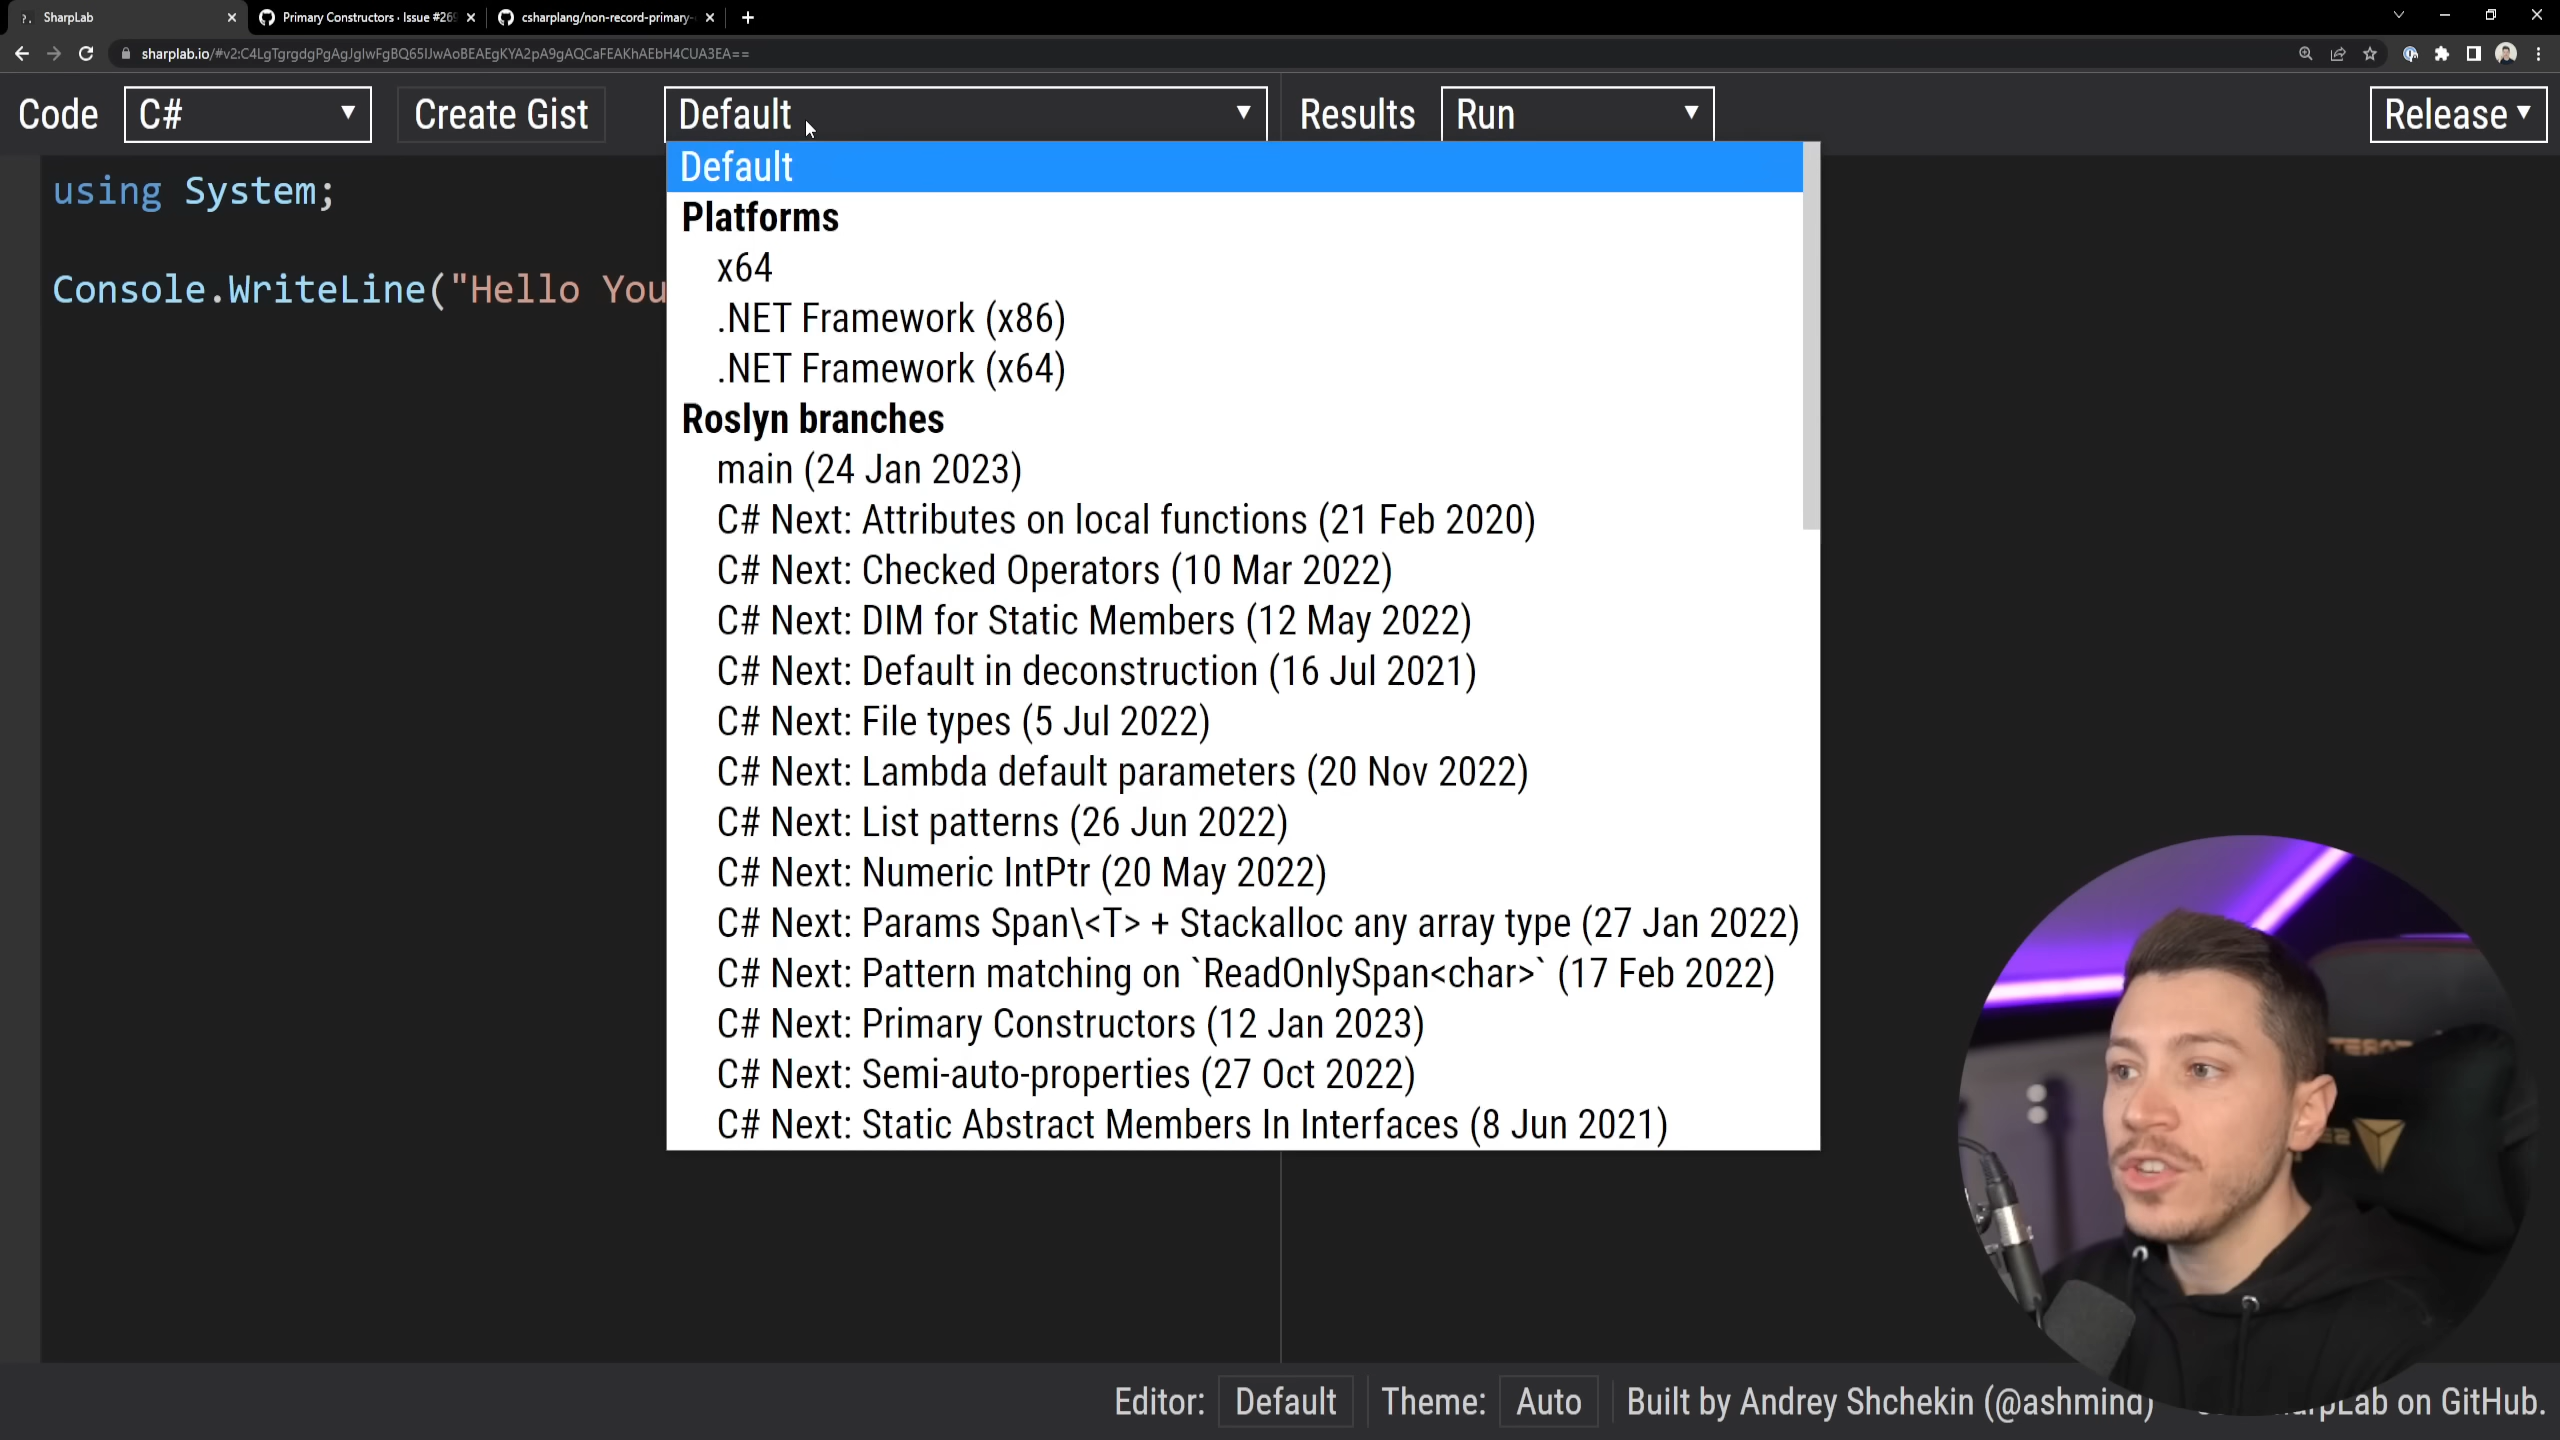 SharpLab
Primary Constructors · Issue #269
csharplang/non-record-primary-
sharplab.io/#v2:C4LgTgrgdgPgAgJglwFgBQ65IJwAoBEAEgKYA2pA9gAQCaFEAKhAEbH4CUA3EA==
Code
C#
Create Gist
Default
Results
Run
Release
using System;
Console.WriteLine("Hello You
Default
Platforms
x64
.NET Framework (x86)
.NET Framework (x64)
Roslyn branches
main (24 Jan 2023)
C# Next: Attributes on local functions (21 Feb 2020)
C# Next: Checked Operators (10 Mar 2022)
C# Next: DIM for Static Members (12 May 2022)
C# Next: Default in deconstruction (16 Jul 2021)
C# Next: File types (5 Jul 2022)
C# Next: Lambda default parameters (20 Nov 2022)
C# Next: List patterns (26 Jun 2022)
C# Next: Numeric IntPtr (20 May 2022)
C# Next: Params Span\<T> + Stackalloc any array type (27 Jan 2022)
C# Next: Pattern matching on `ReadOnlySpan<char>` (17 Feb 2022)
C# Next: Primary Constructors (12 Jan 2023)
C# Next: Semi-auto-properties (27 Oct 2022)
C# Next: Static Abstract Members In Interfaces (8 Jun 2021)
Editor: Default Theme: Auto Built by Andrey Shchekin (@ashmind) SharpLab on GitHub.